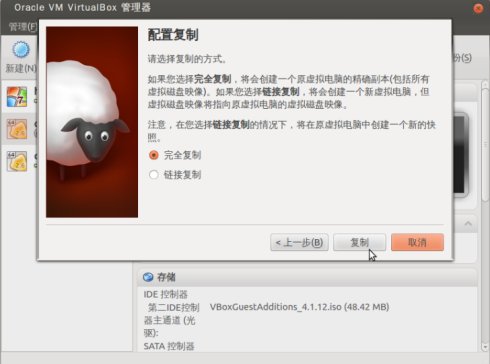 Oracle VM VirtualBox 管理器
管理(F)
新建(N)
份(S)
配置复制
请选择复制的方式。
如果您选择完全复制，将会创建一个原虚拟电脑的精确副本(包括所有
虚拟磁盘映像)。如果您选择链接复制，将会创建一个新虚拟电脑，但
虚拟磁盘映像将指向原虚拟电脑的虚拟磁盘映像。
注意，在您选择链接复制的情况下，将在原虚拟电脑中创建一个新的快
照。
完全复制
链接复制
< 上一步(B)
复制
取消
存储
IDE 控制器
第二IDE控制器主通道 (光驱):
VBoxGuestAdditions_4.1.12.iso (48.42 MB)
SATA 控制器